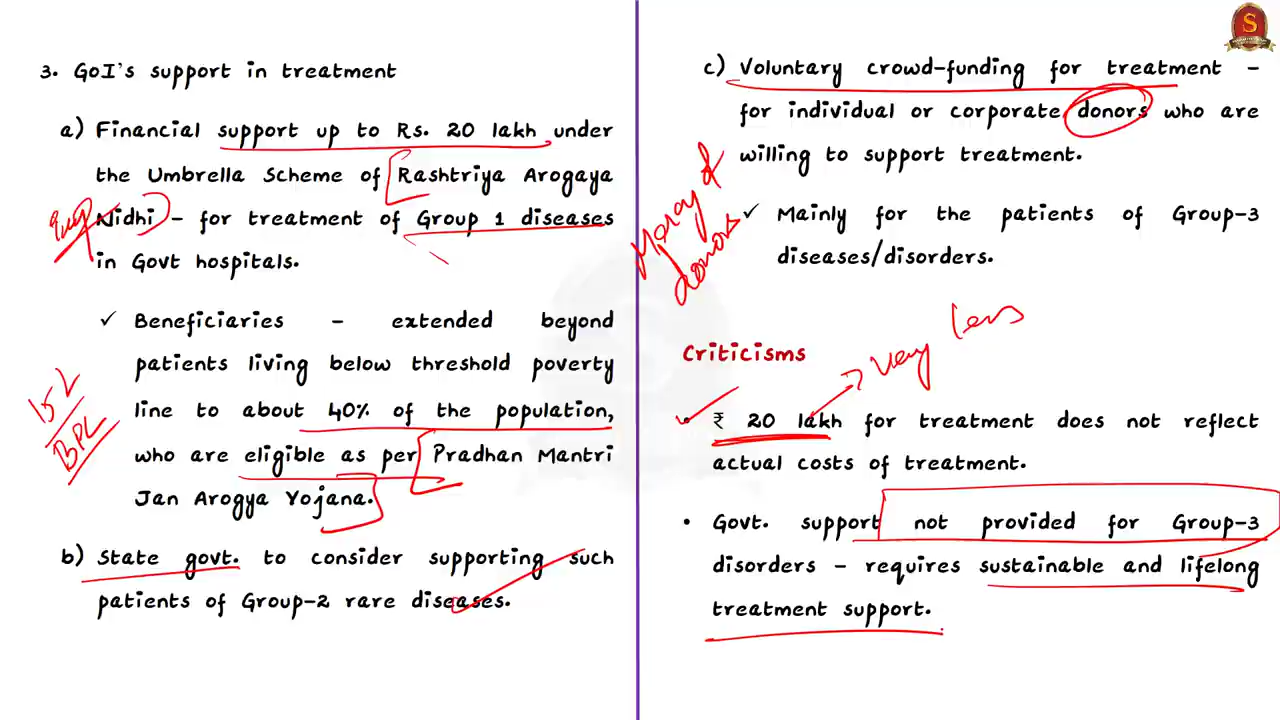 3. GoI's support in treatment
a) Financial support up to Rs. 20 lakh under
the Umbrella Scheme of Rashtriya Arogaya
Nidhi - for treatment of Group 1 diseases
in Govt hospitals.
✓ Beneficiaries - extended beyond
patients living below threshold poverty
line to about 40% of the population,
who are eligible as per Pradhan Mantri
Jan Arogya Yojana.
b) State govt. to consider supporting such
patients of Group-2 rare diseases.
BPL
c) Voluntary crowd-funding for treatment -
for individual or corporate donors who are
willing to support treatment.
✓ Mainly for the patients of Group-3
diseases/disorders.
Mercy of
donors
Criticisms
very less
• ₹ 20 lakh for treatment does not reflect
actual costs of treatment.
• Govt. support not provided for Group-3
disorders - requires sustainable and lifelong
treatment support.
S